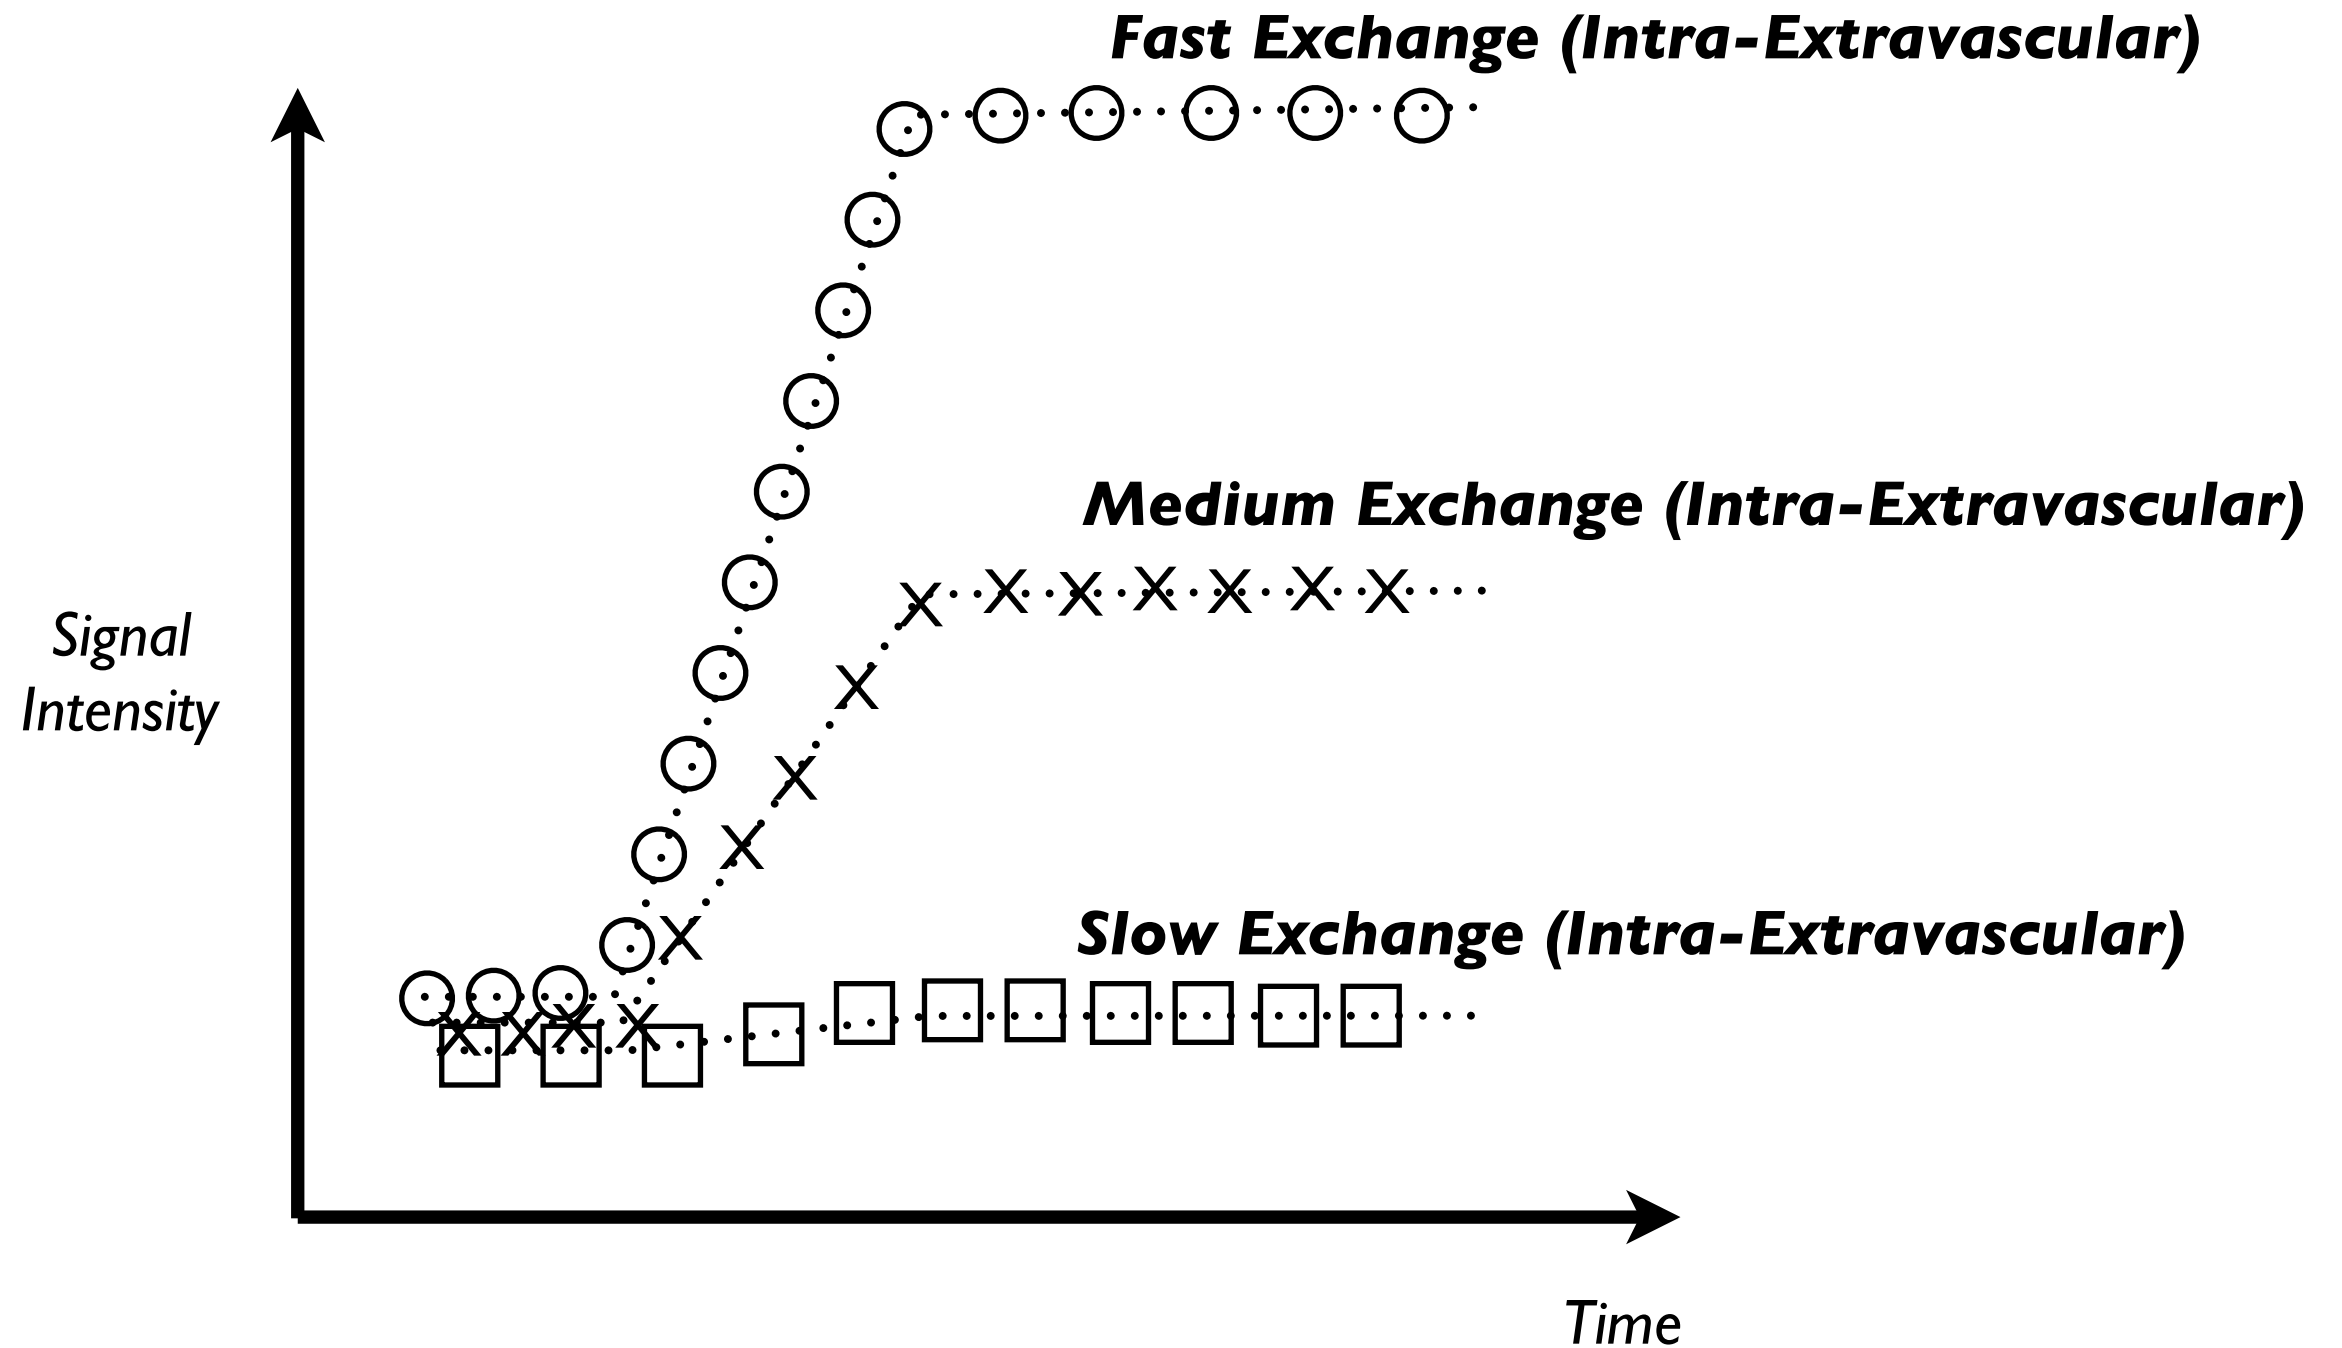 Fast Exchange (Intra-Extravascular)
Medium Exchange (Intra-Extravascular)
Signal
Intensity
Slow Exchange (Intra-Extravascular)
Time